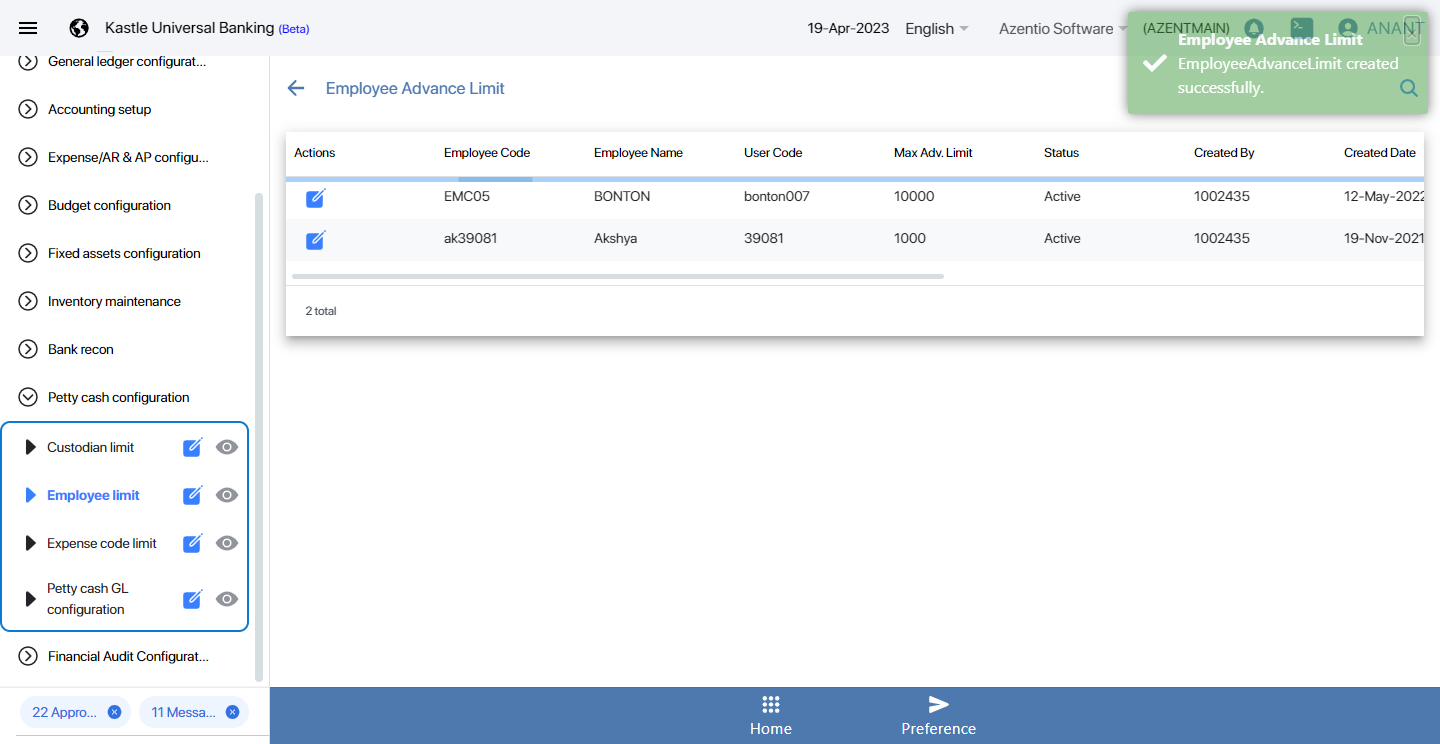 Kastle Universal Banking (Beta)
19-Apr-2023
English
Azentio Software
(AZENTMAIN)
ANANT
Employee Advance Limit
EmployeeAdvanceLimit created
successfully.
General ledger configurat...
Accounting setup
Expense/AR & AP configu...
Budget configuration
Fixed assets configuration
Inventory maintenance
Bank recon
Petty cash configuration
Custodian limit
Employee limit
Expense code limit
Petty cash GL
configuration
Financial Audit Configurat...
22 Appro...
11 Messa...
Employee Advance Limit
Actions Employee Code Employee Name User Code Max Adv. Limit Status Created By Created Date
EMC05 BONTON bonton007 10000 Active 1002435 12-May-2022
ak39081 Akshya 39081 1000 Active 1002435 19-Nov-2021
2 total
Home
Preference